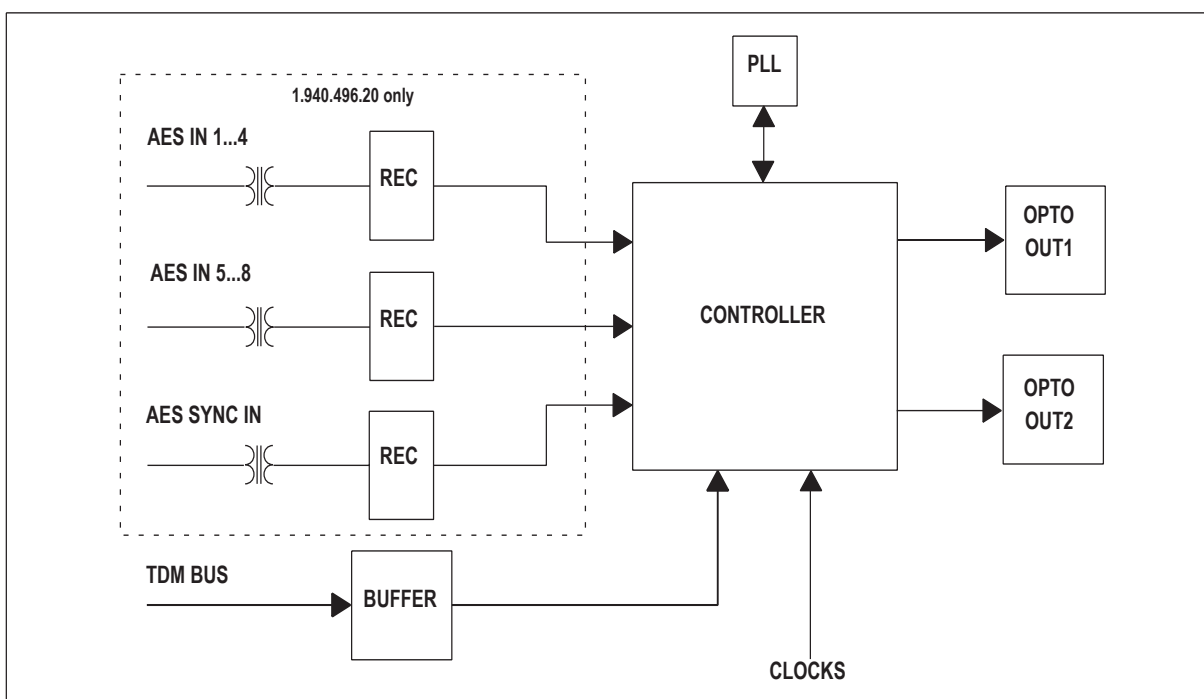 PLL
1.940.496.20 only
AES IN 1...4
REC
OPTO
OUT1
AES IN 5...8
REC
CONTROLLER
OPTO
OUT2
AES SYNC IN
REC
TDM BUS
BUFFER
CLOCKS